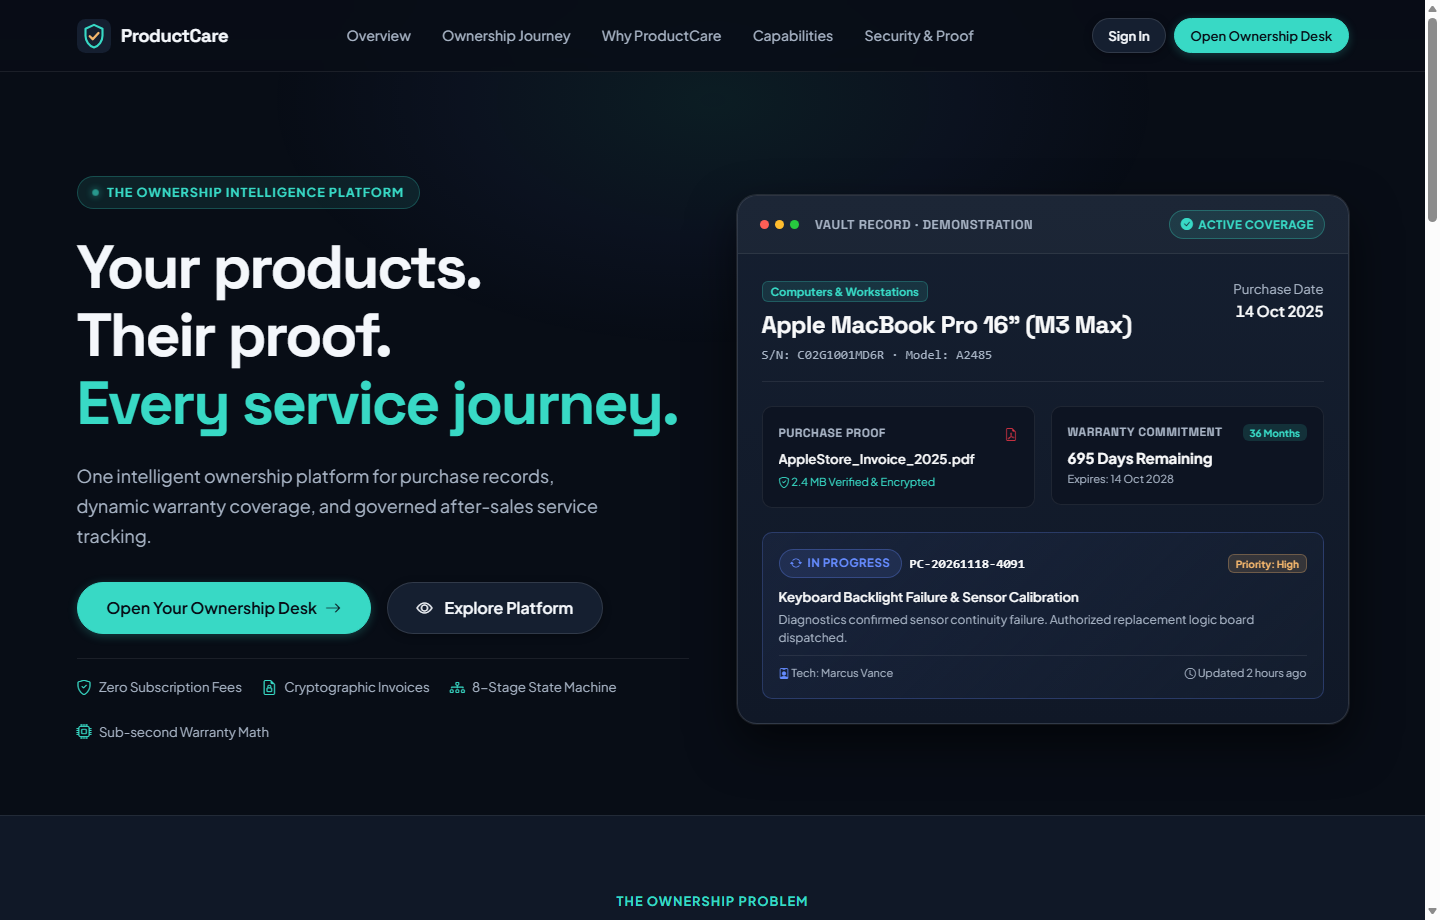 ProductCare
Overview
Ownership Journey
Why ProductCare
Capabilities
Security & Proof
Sign In
Open Ownership Desk
THE OWNERSHIP INTELLIGENCE PLATFORM
Your products.
Their proof.
Every service journey.
One intelligent ownership platform for purchase records,
dynamic warranty coverage, and governed after-sales service
tracking.
Open Your Ownership Desk →
Explore Platform
Zero Subscription Fees
Cryptographic Invoices
8-Stage State Machine
Sub-second Warranty Math
VAULT RECORD · DEMONSTRATION
ACTIVE COVERAGE
Computers & Workstations
Apple MacBook Pro 16” (M3 Max)
S/N: C02G1001MD6R · Model: A2485
Purchase Date
14 Oct 2025
PURCHASE PROOF
AppleStore_Invoice_2025.pdf
2.4 MB Verified & Encrypted
WARRANTY COMMITMENT
36 Months
695 Days Remaining
Expires: 14 Oct 2028
IN PROGRESS
PC-20261118-4091
Priority: High
Keyboard Backlight Failure & Sensor Calibration
Diagnostics confirmed sensor continuity failure. Authorized replacement logic board
dispatched.
Tech: Marcus Vance
Updated 2 hours ago
THE OWNERSHIP PROBLEM